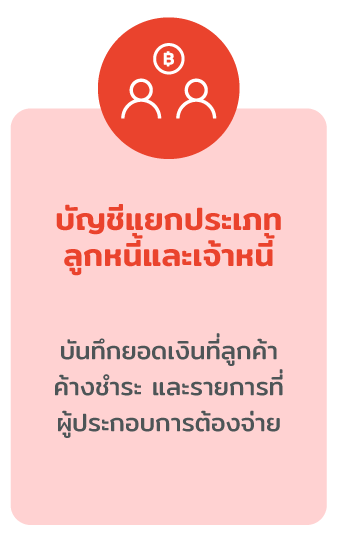 ฿
บัญชีแยกประเภท
ลูกหนี้และเจ้าหนี้
บันทึกยอดเงินที่ลูกค้า
ค้างชำระ และรายการที่
ผู้ประกอบการต้องจ่าย